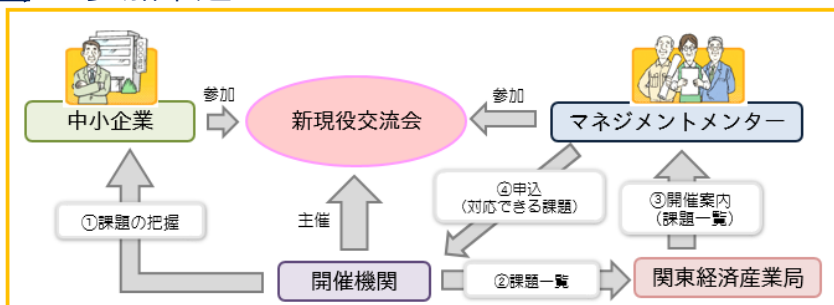 中小企業
参加
新現役交流会
参加
マネジメントメンター
①課題の把握
主催
④申込
(対応できる課題)
③開催案内
(課題一覧)
開催機関
②課題一覧
関東経済産業局